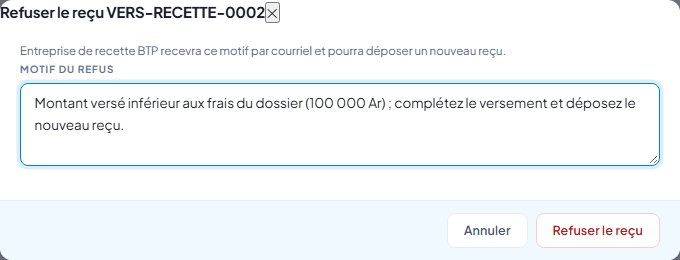 Refuser le reçu VERS-RECETTE-0002
Entreprise de recette BTP recevra ce motif par courriel et pourra déposer un nouveau reçu.
MOTIF DU REFUS
Montant versé inférieur aux frais du dossier (100 000 Ar) ; complétez le versement et déposez le
nouveau reçu.
Annuler
Refuser le reçu